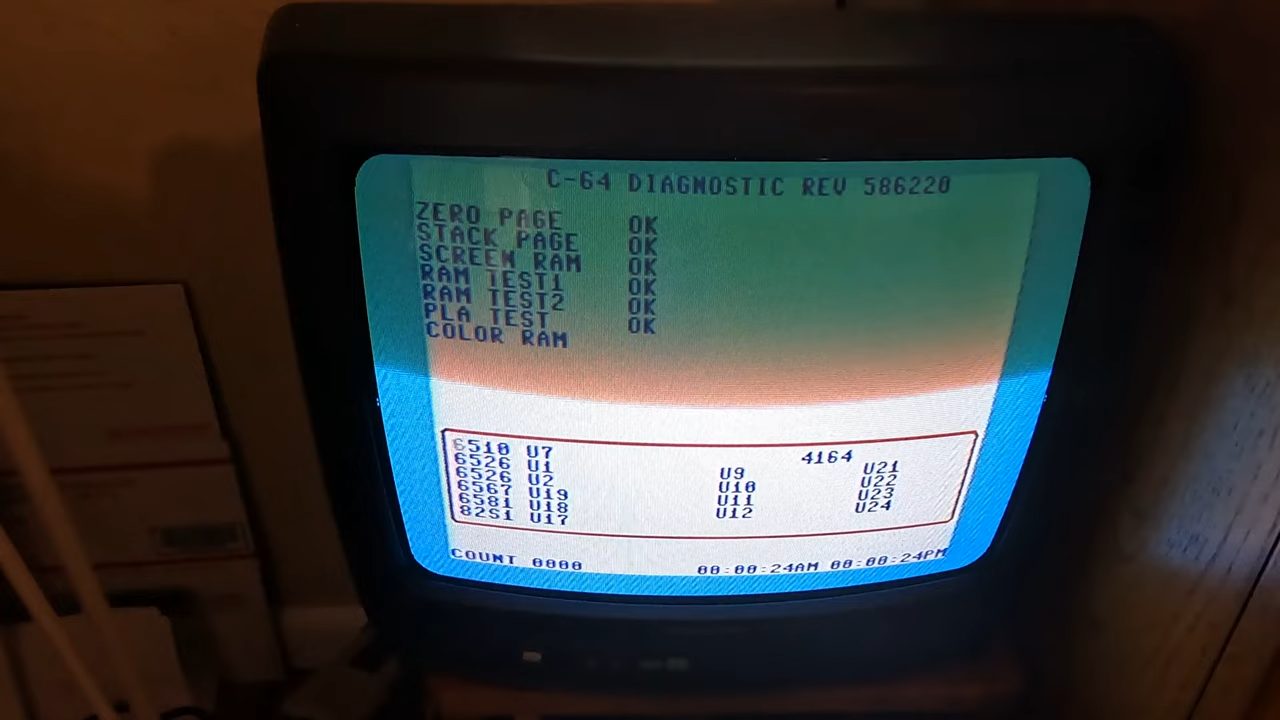 C-64 DIAGNOSTIC REV 586220
ZERO PAGE OK
STACK PAGE OK
SCREEN RAM OK
RAM TEST1 OK
RAM TEST2 OK
PLA TEST OK
COLOR RAM
6510 U7 4164
6526 U1 U9 U21
6526 U2 U10 U22
6567 U19 U11 U23
6581 U18 U12 U24
82S1 U17
COUNT 0000 00:00:24AM 00:00:24PM